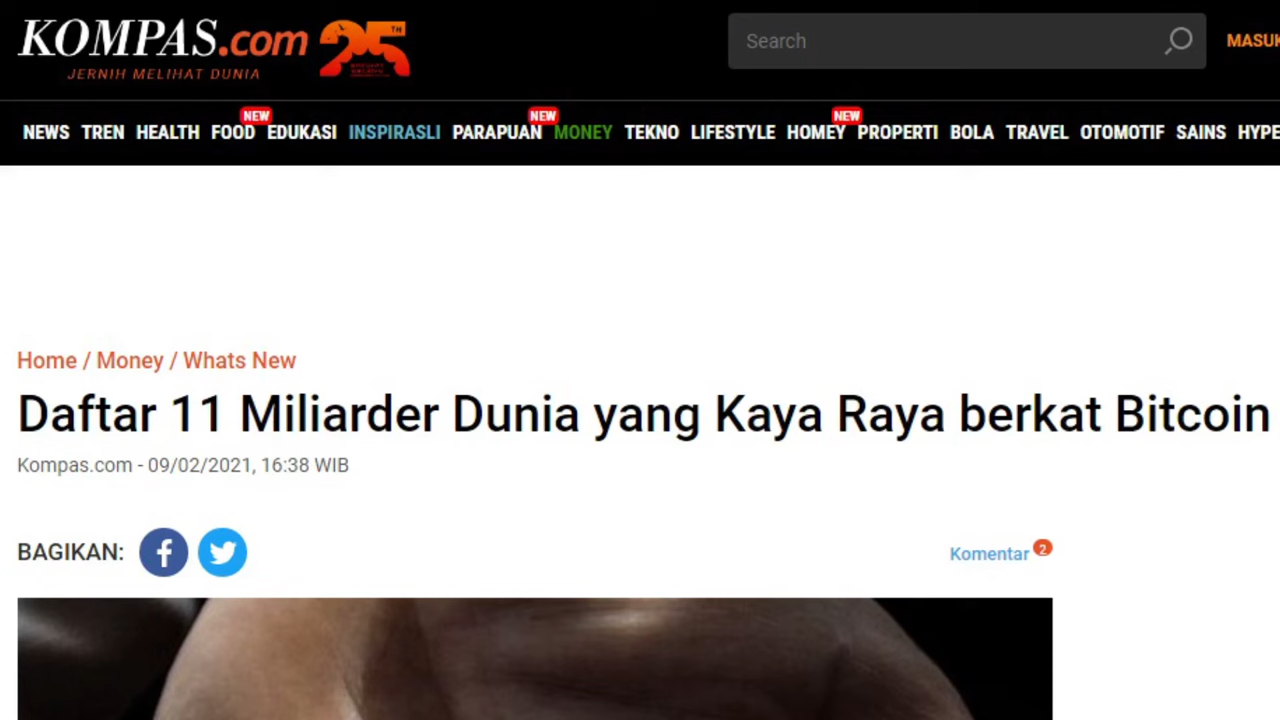 KOMPAS.com 25TH
JERNIH MELIHAT DUNIA
Search
MASUK
NEW NEW NEW
NEWS TREN HEALTH FOOD EDUKASI INSPIRASLI PARAPUAN MONEY TEKNO LIFESTYLE HOMEY PROPERTI BOLA TRAVEL OTOMOTIF SAINS HYPE
Home / Money / Whats New
Daftar 11 Miliarder Dunia yang Kaya Raya berkat Bitcoin
Kompas.com - 09/02/2021, 16:38 WIB
BAGIKAN:
Komentar 2